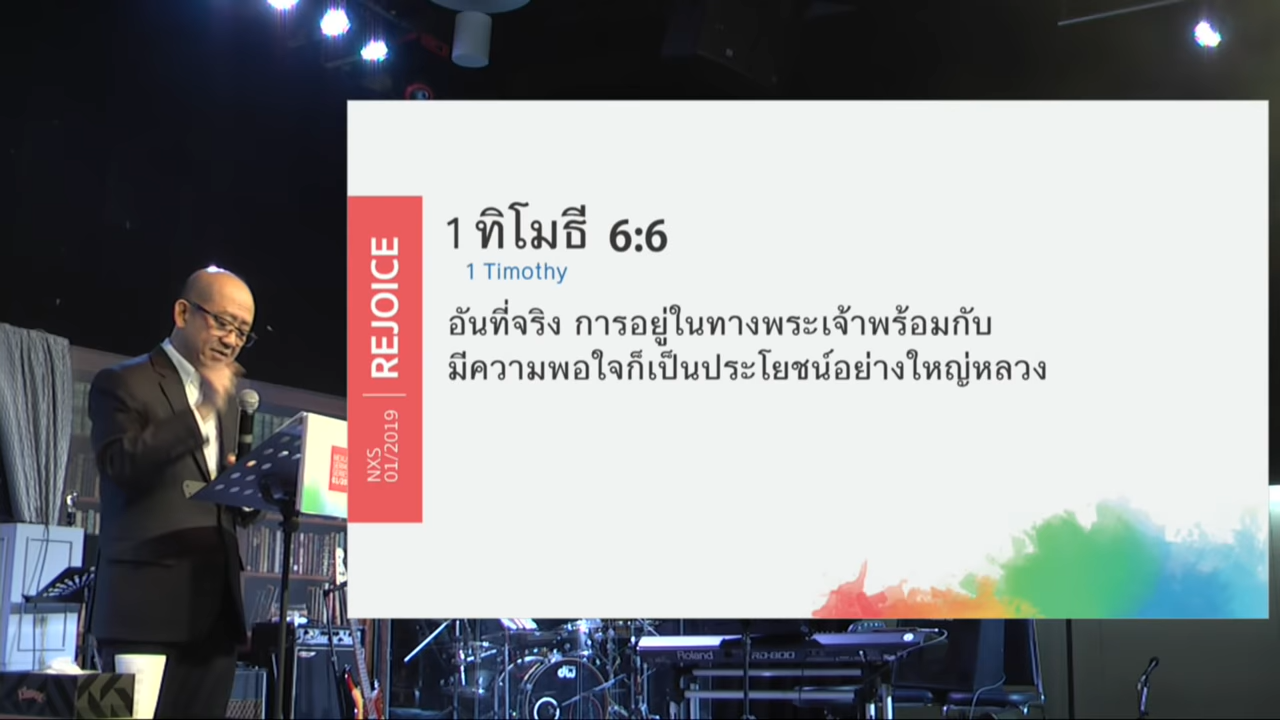 1 ทิโมธี 6:6
1 Timothy
อันที่จริง การอยู่ในทางพระเจ้าพร้อมกับ
มีความพอใจก็เป็นประโยชน์อย่างใหญ่หลวง
NXS
01/2019
REJOICE
Roland
RD-800
dw